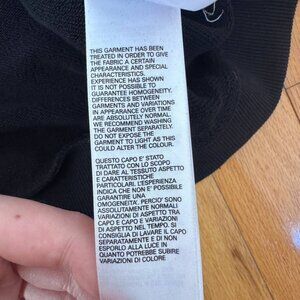 THIS GARMENT HAS BEEN
TREATED IN ORDER TO GIVE
THE FABRIC A CERTAIN
APPEARANCE AND SPECIAL
CHARACTERISTICS.
EXPERIENCE HAS SHOWN
IT IS NOT POSSIBLE TO
GUARANTEE HOMOGENEITY.
DIFFERENCES BETWEEN
GARMENTS AND VARIATIONS
IN APPEARANCE OVER TIME
ARE ABSOLUTELY NORMAL.
WE RECOMMEND WASHING
THE GARMENT SEPARATELY.
DO NOT EXPOSE THE
GARMENT TO LIGHT AS THIS
COULD ALTER THE COLOUR.
QUESTO CAPO E' STATO
TRATTATO CON LO SCOPO
DI DARE AL TESSUTO ASPETTO
E CARATTERISTICHE
PARTICOLARI. L'ESPERIENZA
INDICA CHE NON E' POSSIBILE
GARANTIRE UNA
OMOGENEITA'. PERCIO' SONO
ASSOLUTAMENTE NORMALI
VARIAZIONI DI ASPETTO TRA
CAPO E CAPO E VARIAZIONI
DI ASPETTO NEL TEMPO. SI
CONSIGLIA DI LAVARE IL CAPO
SEPARATAMENTE E DI NON
ESPORLO ALLA LUCE IN
QUANTO POTREBBE SUBIRE
VARIAZIONI DI COLORE